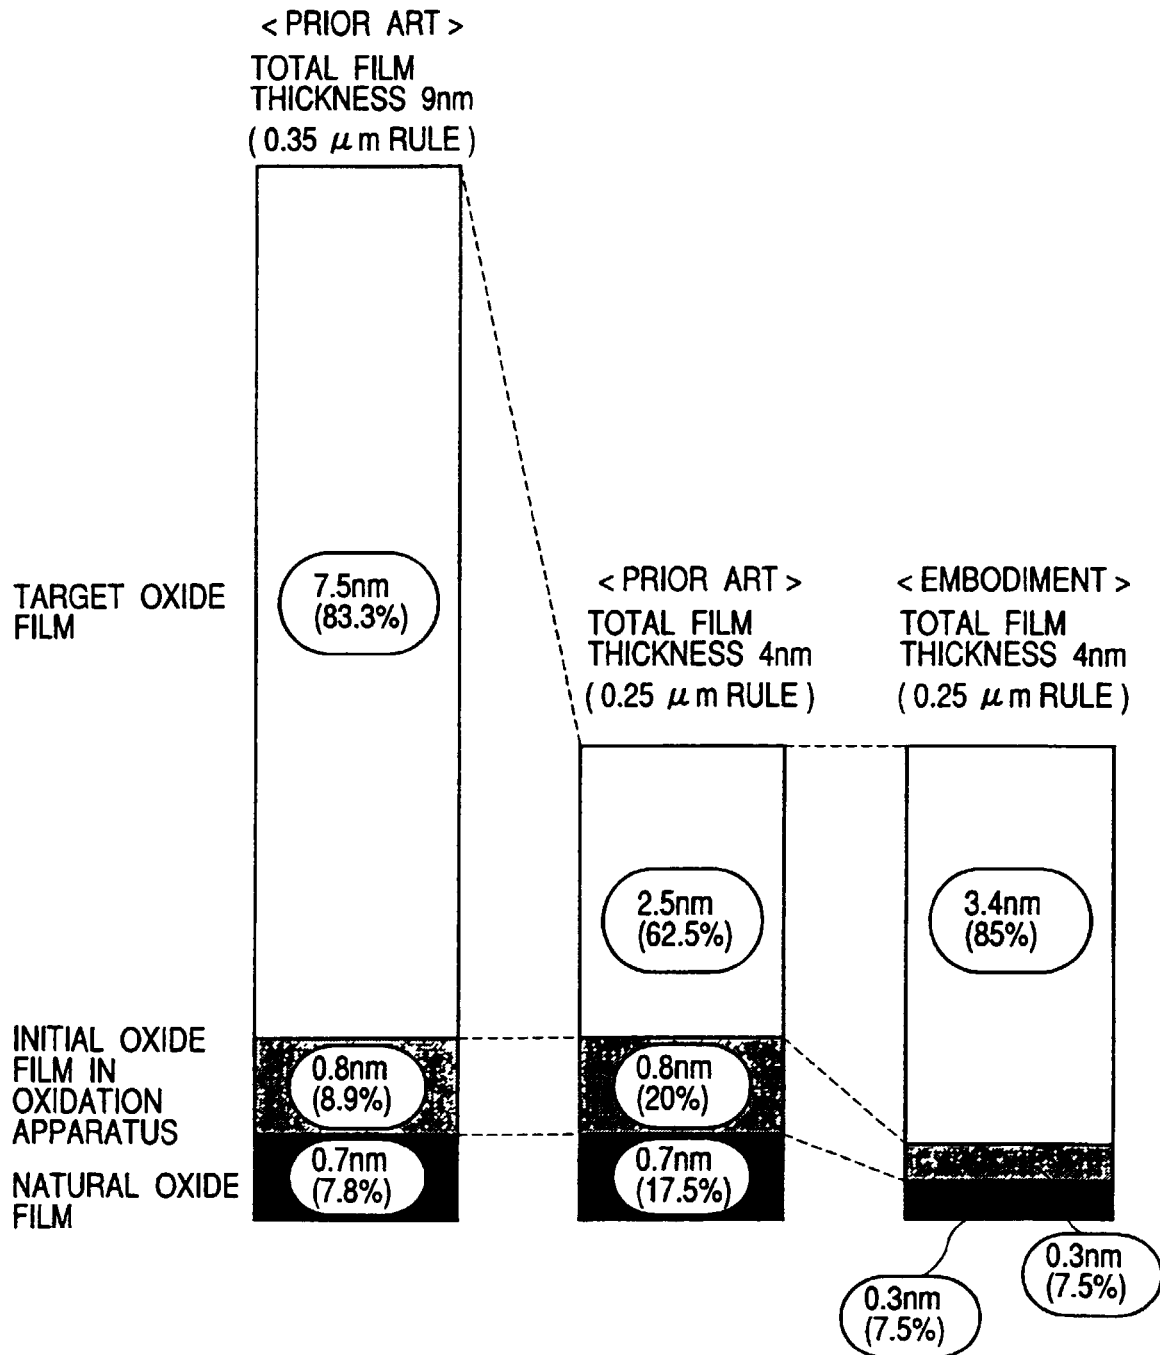 < PRIOR ART >
TOTAL FILM
THICKNESS 9nm
( 0.35 μm RULE )
TARGET OXIDE
FILM
7.5nm
(83.3%)
< PRIOR ART >
TOTAL FILM
THICKNESS 4nm
( 0.25 μm RULE )
< EMBODIMENT >
TOTAL FILM
THICKNESS 4nm
( 0.25 μm RULE )
2.5nm
(62.5%)
3.4nm
(85%)
INITIAL OXIDE
FILM IN
OXIDATION
APPARATUS
0.8nm
(8.9%)
0.8nm
(20%)
NATURAL OXIDE
FILM
0.7nm
(7.8%)
0.7nm
(17.5%)
0.3nm
(7.5%)
0.3nm
(7.5%)